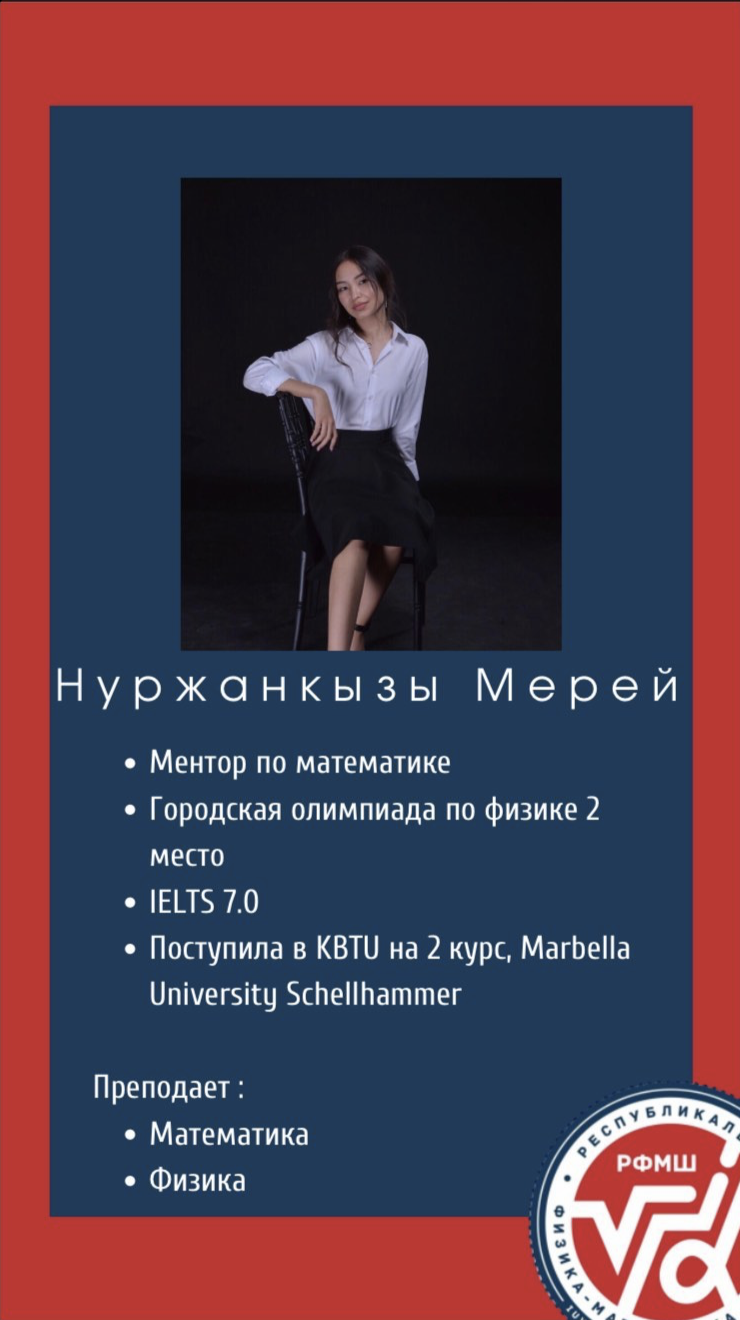 Нуржанкызы Мерей
• Ментор по математике
• Городская олимпиада по физике 2
место
• IELTS 7.0
• Поступила в KBTU на 2 курс, Marbella
University Schellhammer
Преподает :
• Математика
• Физика
РФМШ